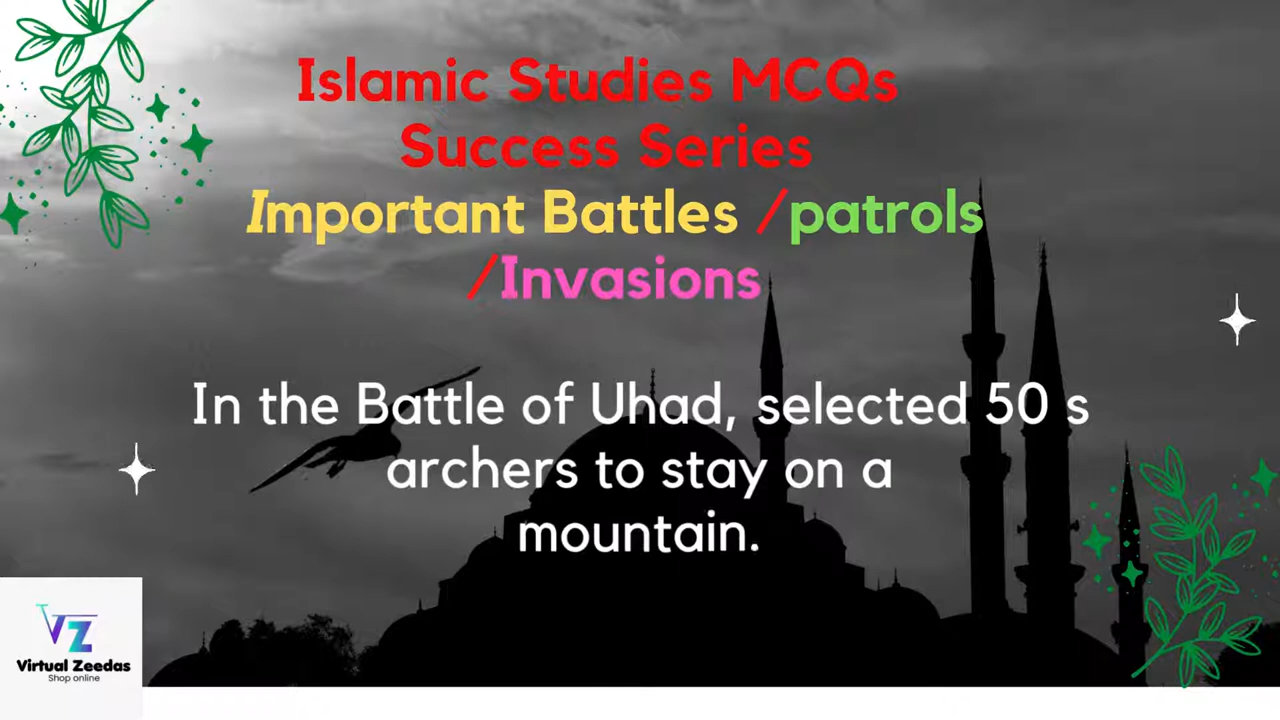 Islamic Studies MCQs
Success Series
Important Battles /patrols
/Invasions
In the Battle of Uhad, selected 50 s
archers to stay on a
mountain.
VZ
Virtual Zeedas
Shop online